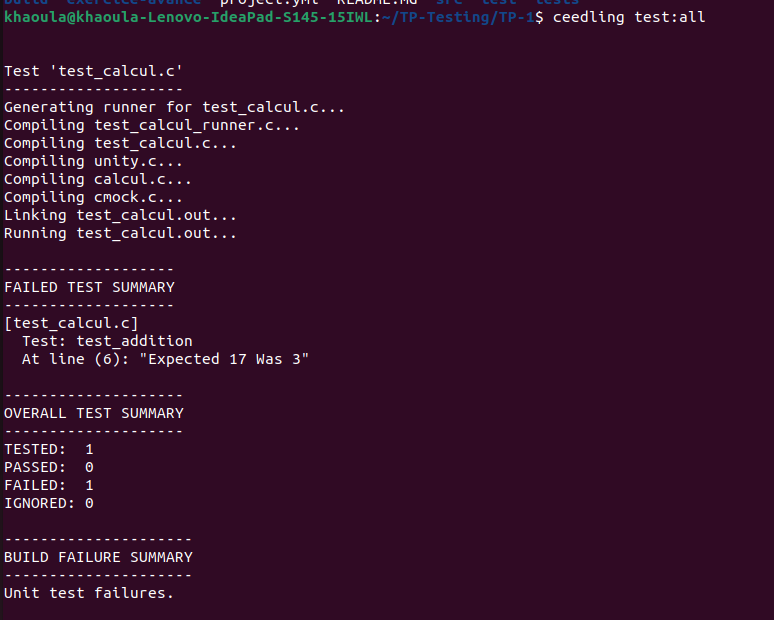 build exercice-avance project.yml README.MD src test tests
khaoula@khaoula-Lenovo-IdeaPad-S145-15IWL:~/TP-Testing/TP-1$ ceedling test:all
Test 'test_calcul.c'
--------------------
Generating runner for test_calcul.c...
Compiling test_calcul_runner.c...
Compiling test_calcul.c...
Compiling unity.c...
Compiling calcul.c...
Compiling cmock.c...
Linking test_calcul.out...
Running test_calcul.out...
-------------------
FAILED TEST SUMMARY
-------------------
[test_calcul.c]
  Test: test_addition
  At line (6): "Expected 17 Was 3"
--------------------
OVERALL TEST SUMMARY
--------------------
TESTED:  1
PASSED:  0
FAILED:  1
IGNORED: 0
---------------------
BUILD FAILURE SUMMARY
---------------------
Unit test failures.